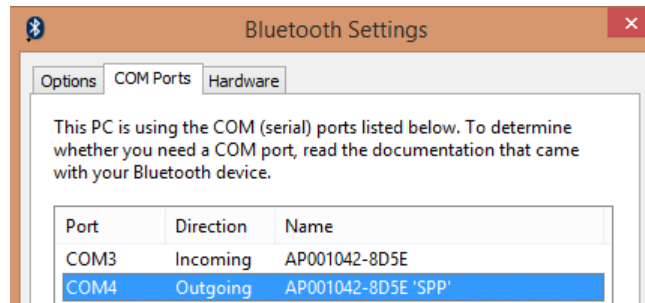 Bluetooth Settings
Options COM Ports Hardware
This PC is using the COM (serial) ports listed below. To determine
whether you need a COM port, read the documentation that came
with your Bluetooth device.
Port Direction Name
COM3 Incoming AP001042-8D5E
COM4 Outgoing AP001042-8D5E 'SPP'